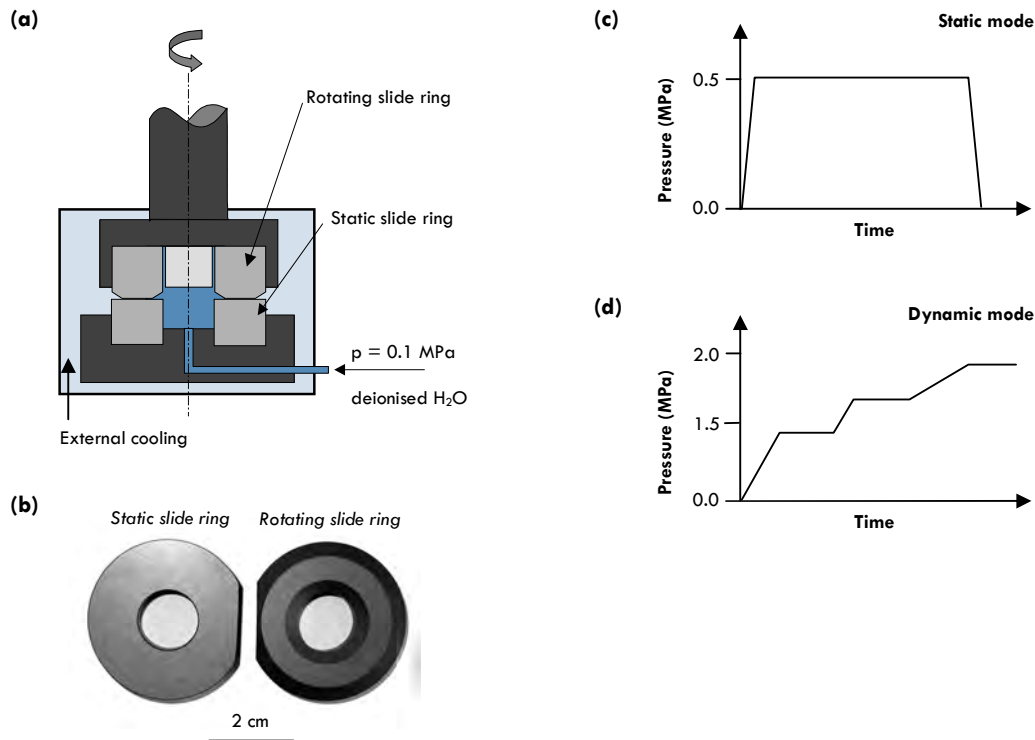 (a)
Rotating slide ring
Static slide ring
p = 0.1 MPa
deionised H₂O
External cooling
(b)
Static slide ring
Rotating slide ring
2 cm
(c)
Static mode
Pressure (MPa)
0.5
0.0
Time
(d)
Dynamic mode
Pressure (MPa)
2.0
1.5
0.0
Time